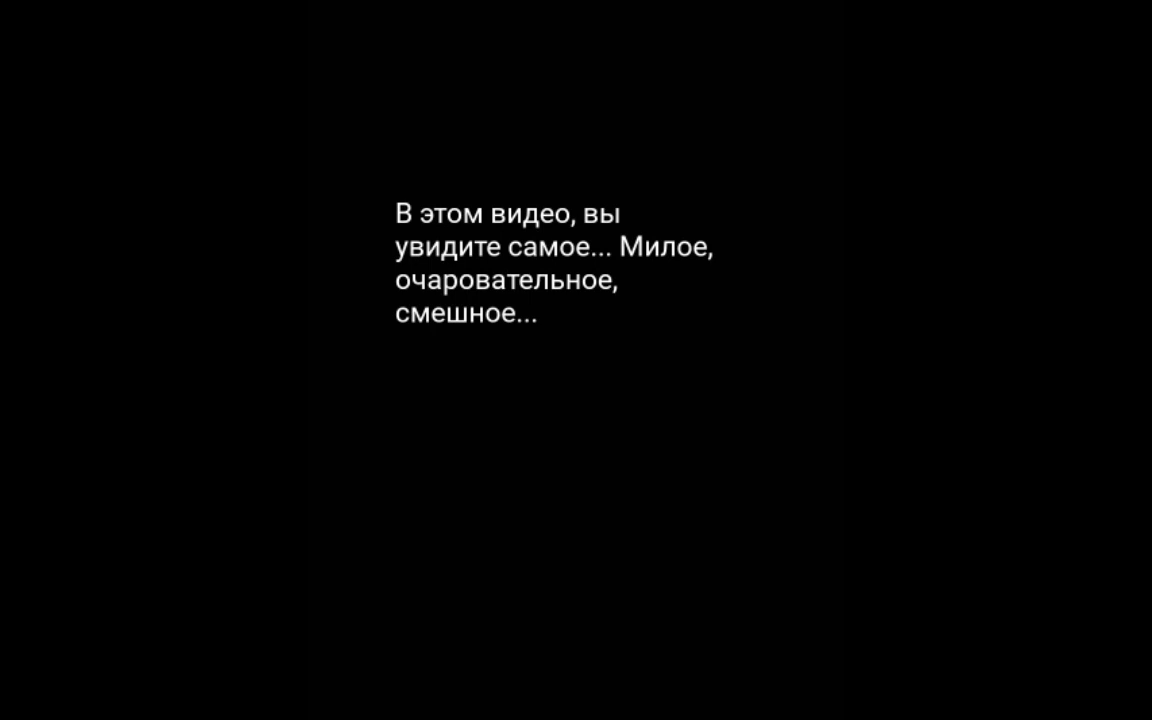 В этом видео, вы
увидите самое... Милое,
очаровательное,
смешное...